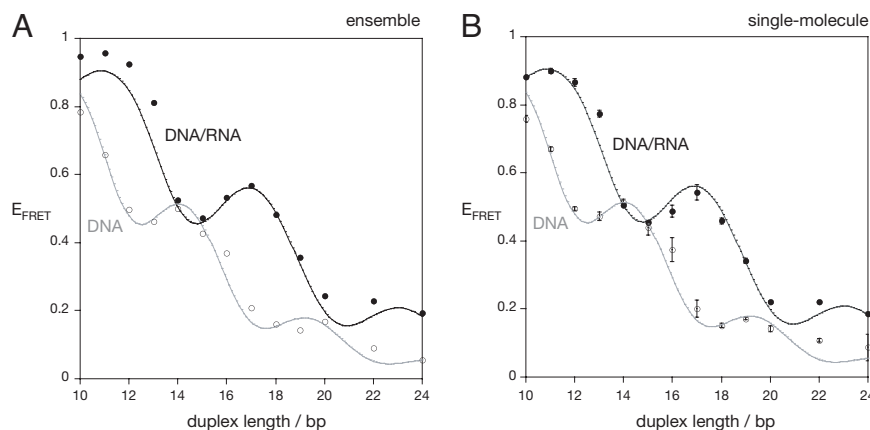 A
ensemble
1
0.8
0.6
0.4
0.2
0
E_FRET
DNA/RNA
DNA
10 12 14 16 18 20 22 24
duplex length / bp
B
single-molecule
1
0.8
0.6
0.4
0.2
0
E_FRET
DNA/RNA
DNA
10 12 14 16 18 20 22 24
duplex length / bp